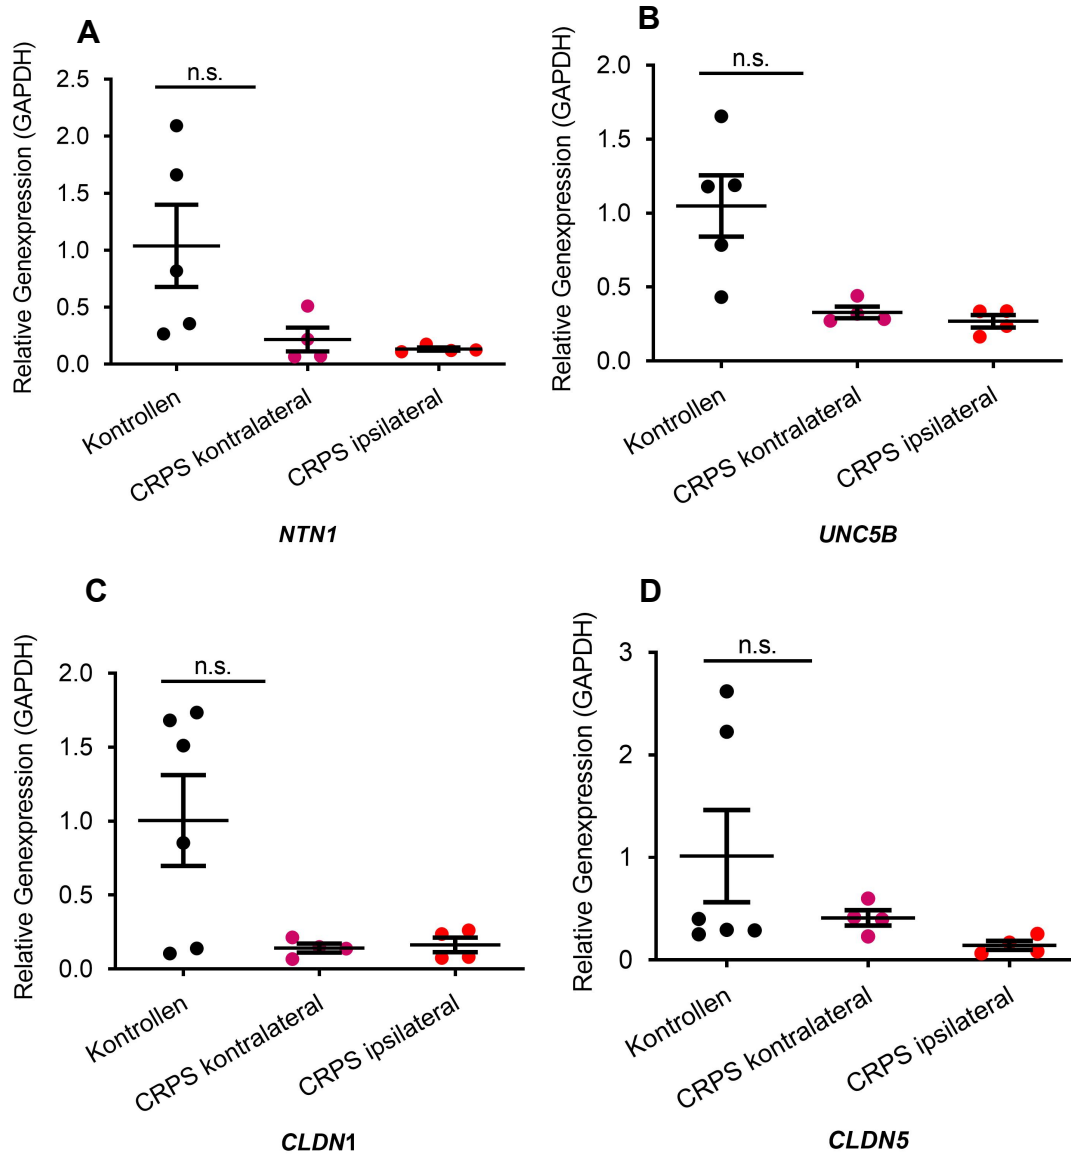 A
Relative Genexpression (GAPDH)
n.s.
2.5
2.0
1.5
1.0
0.5
0.0
Kontrollen
CRPS kontralateral
CRPS ipsilateral
NTN1
B
Relative Genexpression (GAPDH)
n.s.
2.0
1.5
1.0
0.5
0.0
Kontrollen
CRPS kontralateral
CRPS ipsilateral
UNC5B
C
Relative Genexpression (GAPDH)
n.s.
2.0
1.5
1.0
0.5
0.0
Kontrollen
CRPS kontralateral
CRPS ipsilateral
CLDN1
D
Relative Genexpression (GAPDH)
n.s.
3
2
1
0
Kontrollen
CRPS kontralateral
CRPS ipsilateral
CLDN5